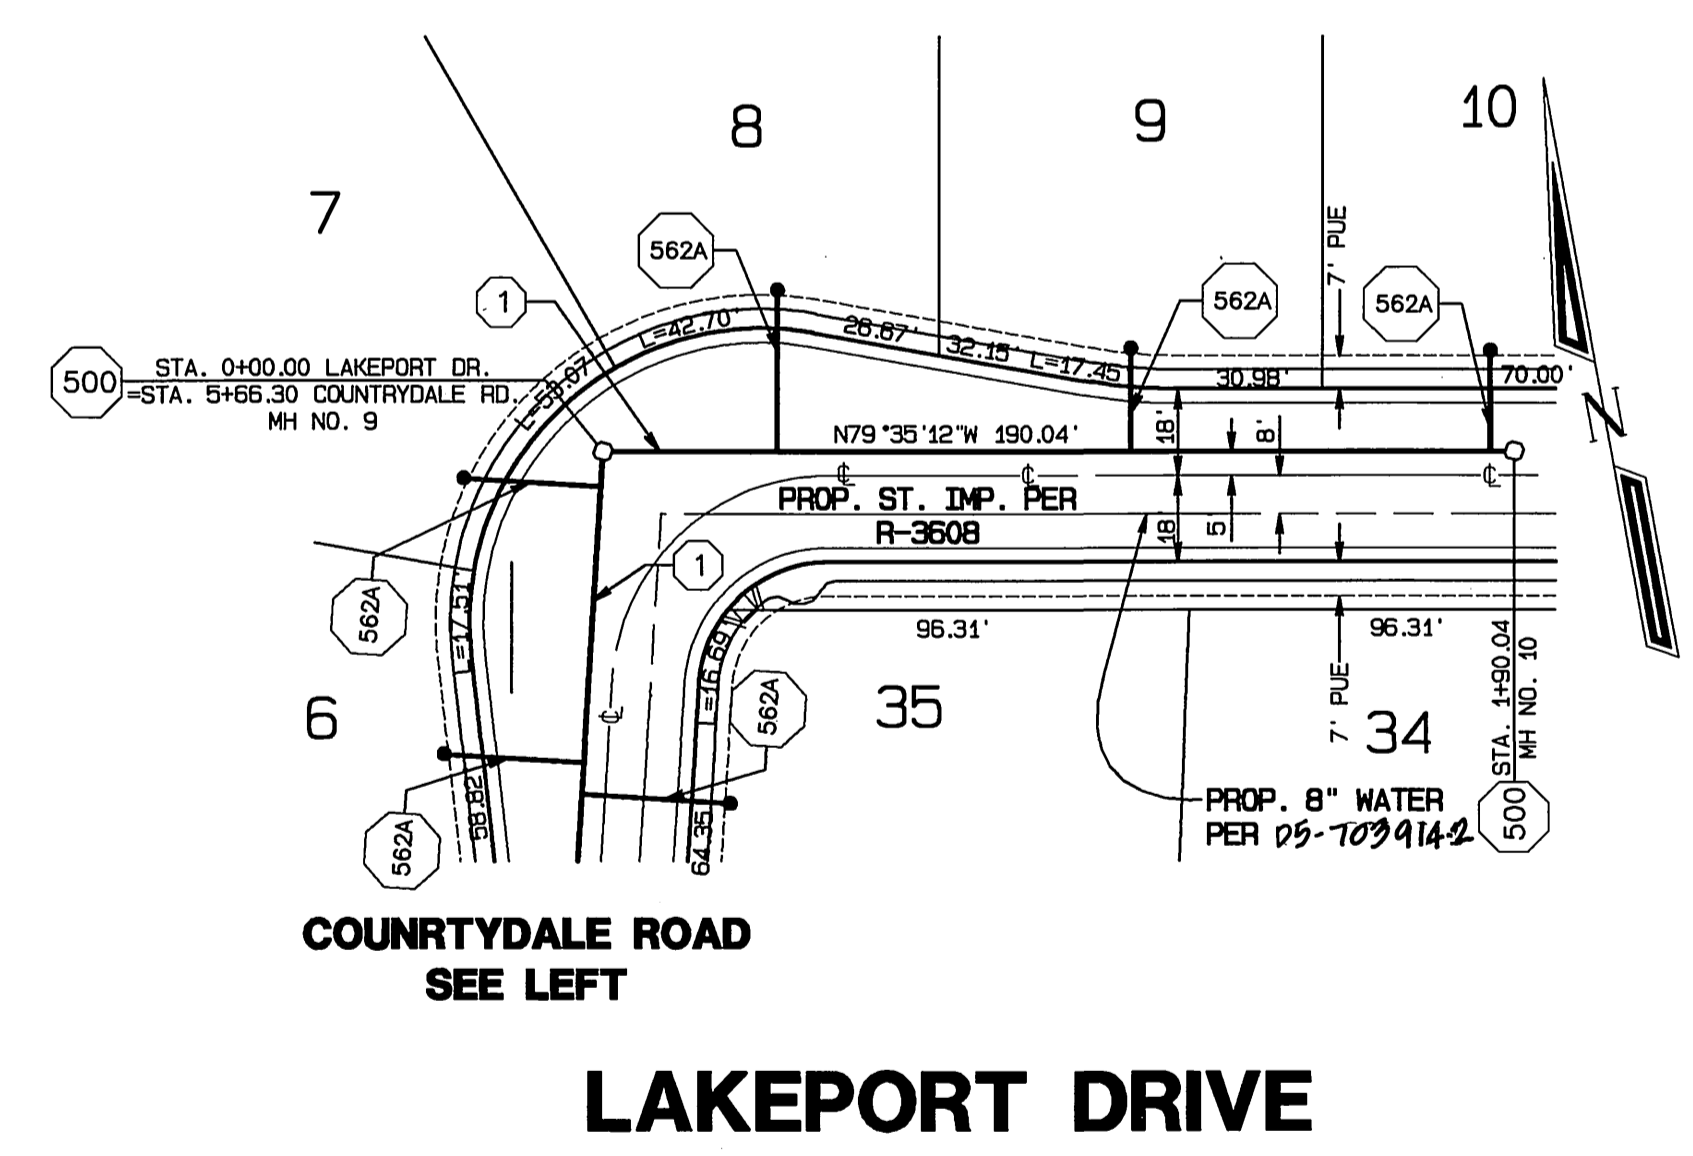 8
9
10
7
562A
562A
562A
1
7' PUE
L=42.70'
28.67'
32.15'
L=17.45
30.98'
70.00'
500
STA. 0+00.00 LAKEPORT DR.
=STA. 5+66.30 COUNTRYDALE RD.
MH NO. 9
L=53.07
N79°35'12"W 190.04'
18'
8'
N
℄
℄
℄
PROP. ST. IMP. PER
R-3608
18
5'
1
562A
L=17.51'
L=16.69
96.31'
96.31'
6
℄
562A
35
7' PUE
34
STA. 1+90.04
MH NO. 10
500
58.82
64.35
562A
PROP. 8" WATER
PER D5-T03914-2
COUNRTYDALE ROAD
SEE LEFT
LAKEPORT DRIVE